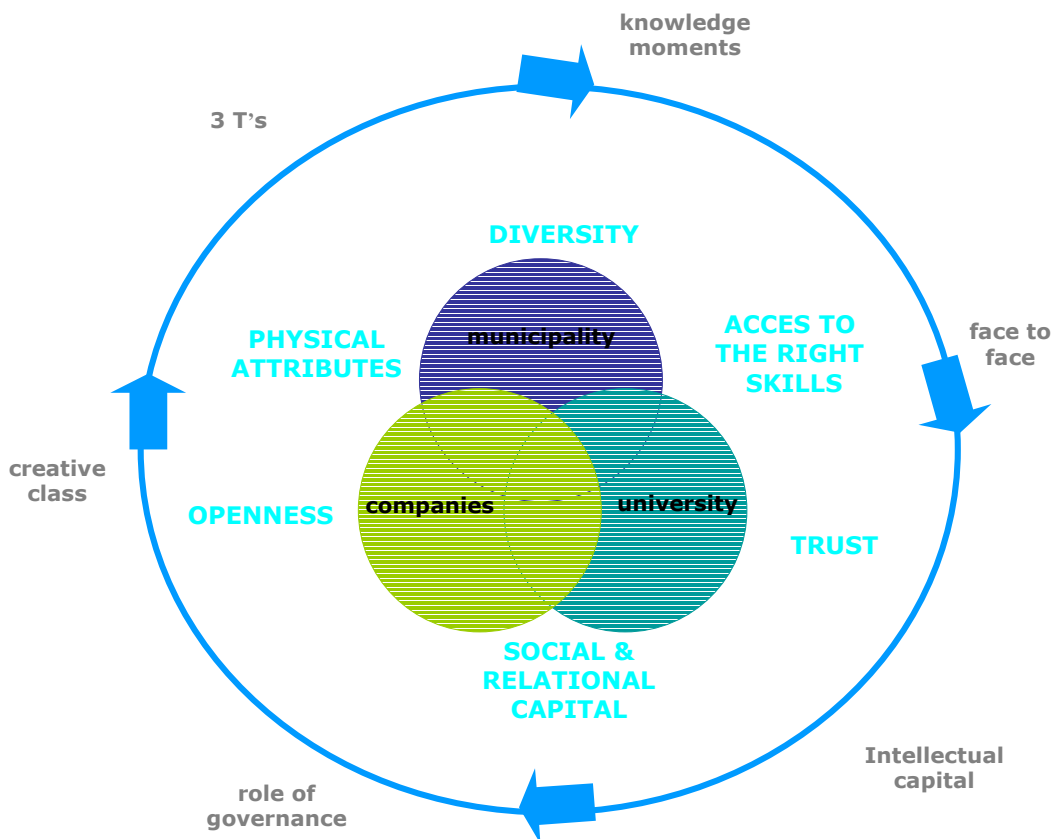 knowledge
moments
3 T's
DIVERSITY
municipality
PHYSICAL
ATTRIBUTES
ACCES TO
THE RIGHT
SKILLS
face to
face
creative
class
companies
university
OPENNESS
TRUST
SOCIAL &
RELATIONAL
CAPITAL
Intellectual
capital
role of
governance